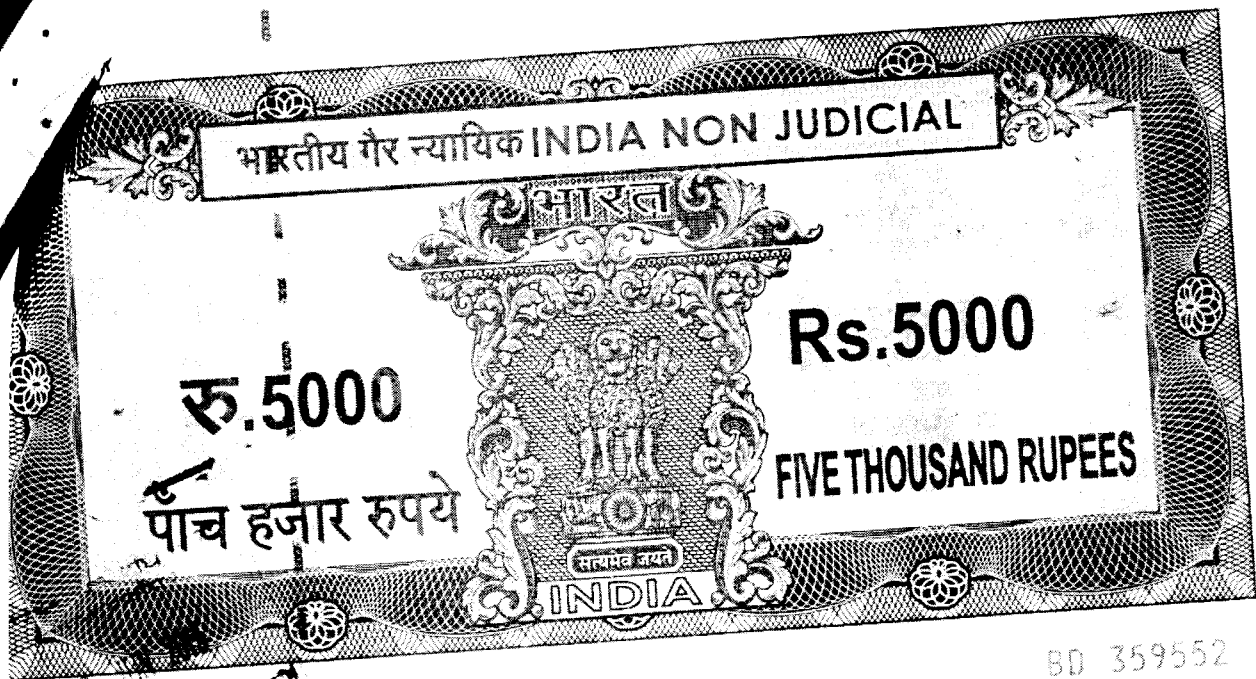 भारतीय गैर न्यायिक INDIA NON JUDICIAL
भारत
रु.5000
Rs.5000
पाँच हजार रुपये
FIVE THOUSAND RUPEES
सत्यमेव जयते
INDIA
BD 359552